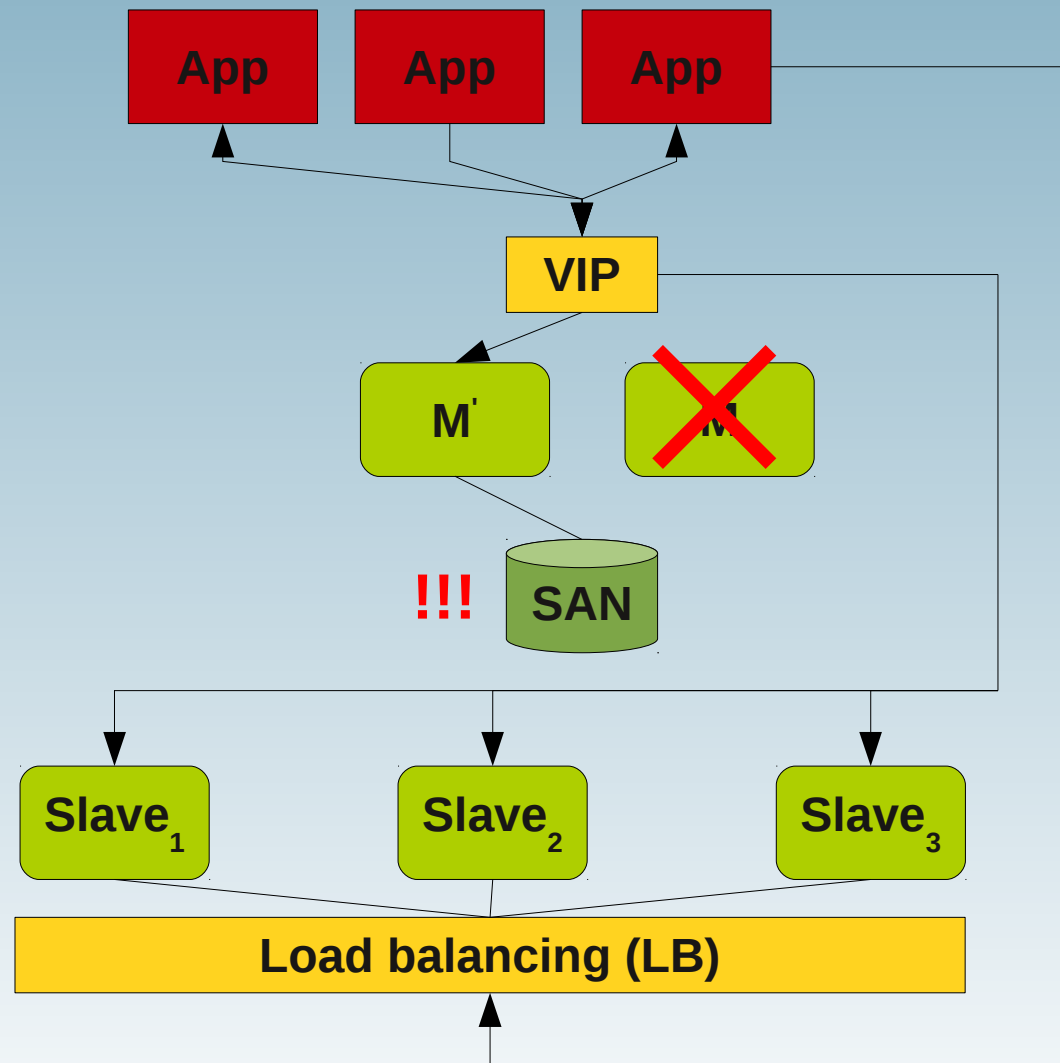 App App App
VIP
M' M
!!! SAN
Slave1 Slave2 Slave3
Load balancing (LB)